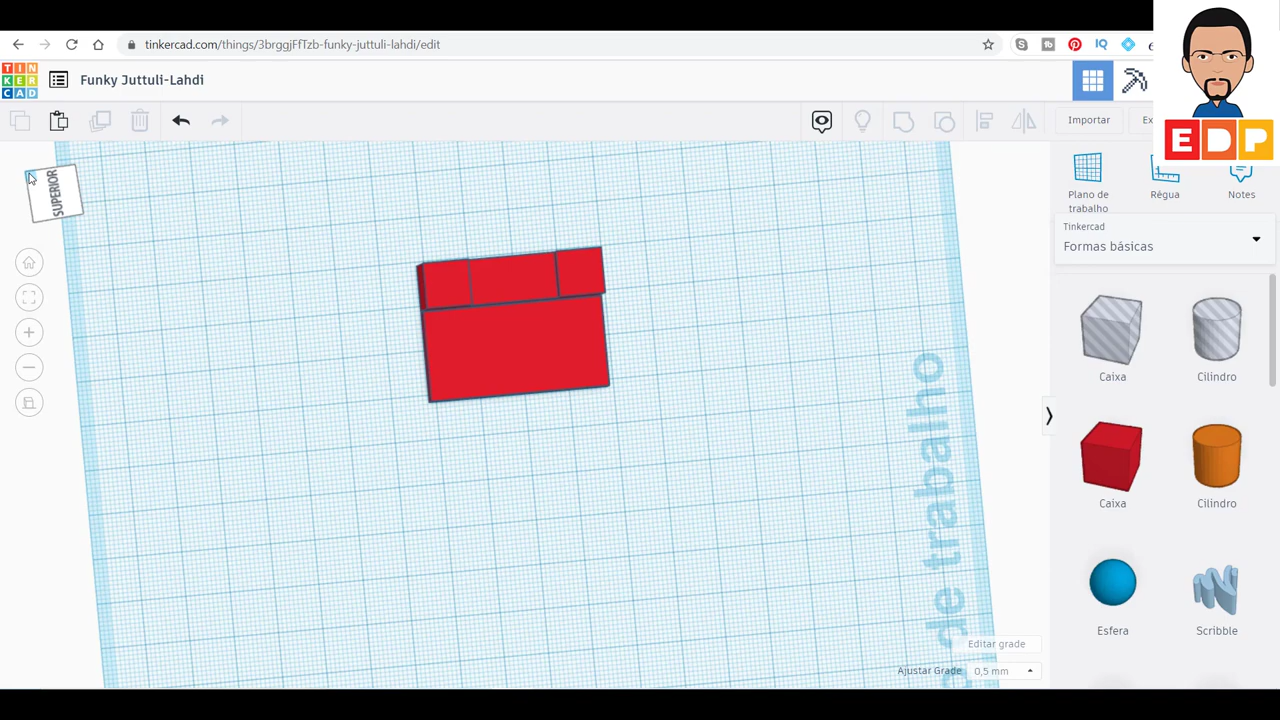 tinkercad.com/things/3brggjFfTzb-funky-juttuli-lahdi/edit
IQ
TIN
KER
CAD
Funky Juttuli-Lahdi
Importar
Ex
EDP
SUPERIOR
Plano de
trabalho
Régua
Notes
Tinkercad
Formas básicas
Caixa
Cilindro
Caixa
Cilindro
Esfera
Scribble
de trabalho
Editar grade
Ajustar Grade
0,5 mm